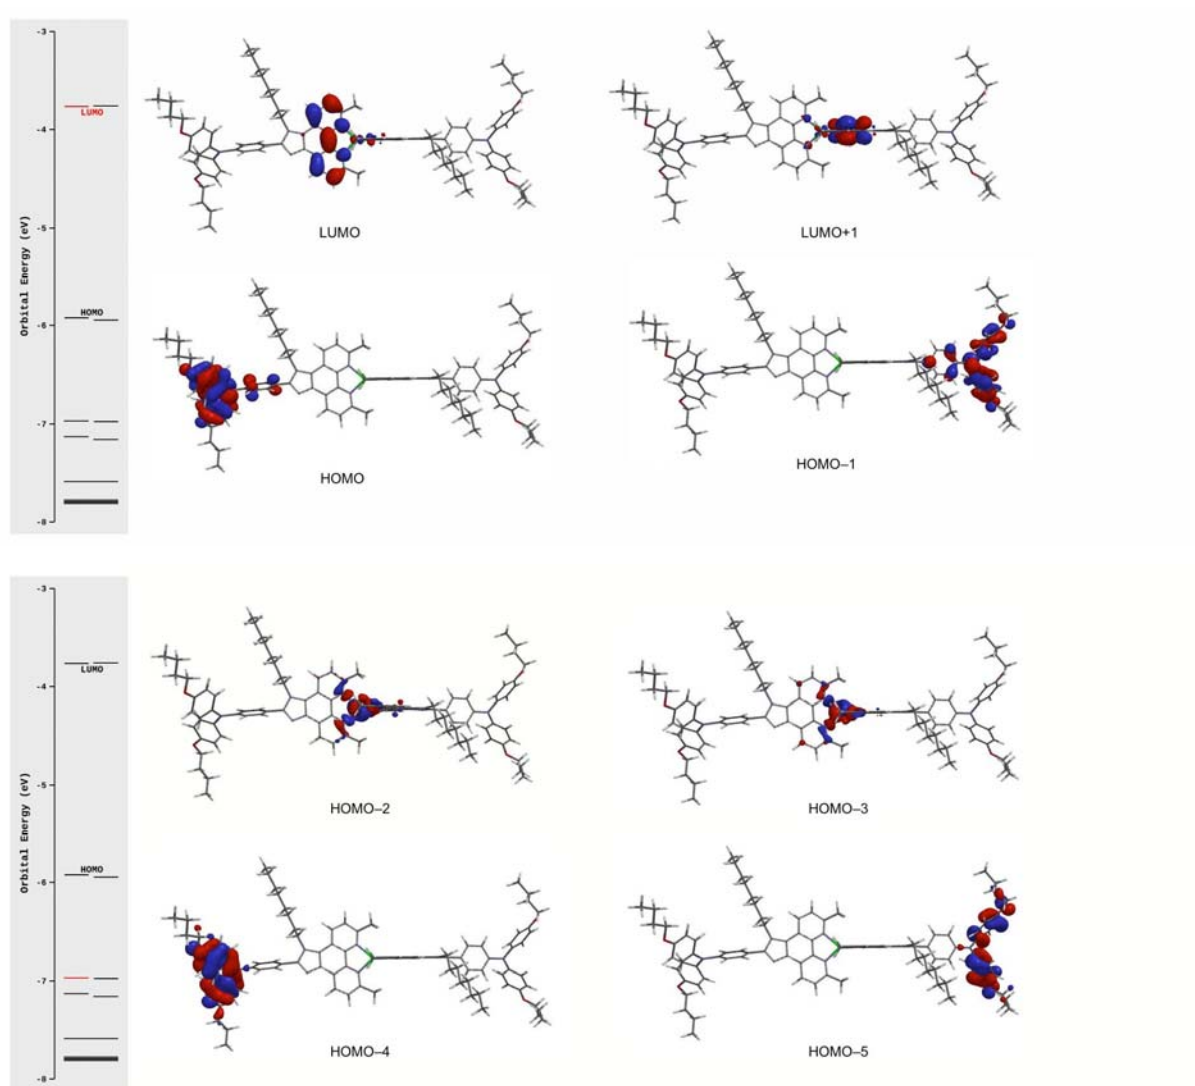 -3
LUMO
-4
-5
Orbital Energy (eV)
HOMO
-6
-7
-8
LUMO
LUMO+1
HOMO
HOMO–1
-3
LUMO
-4
-5
Orbital Energy (eV)
HOMO
-6
-7
-8
HOMO–2
HOMO–3
HOMO–4
HOMO–5